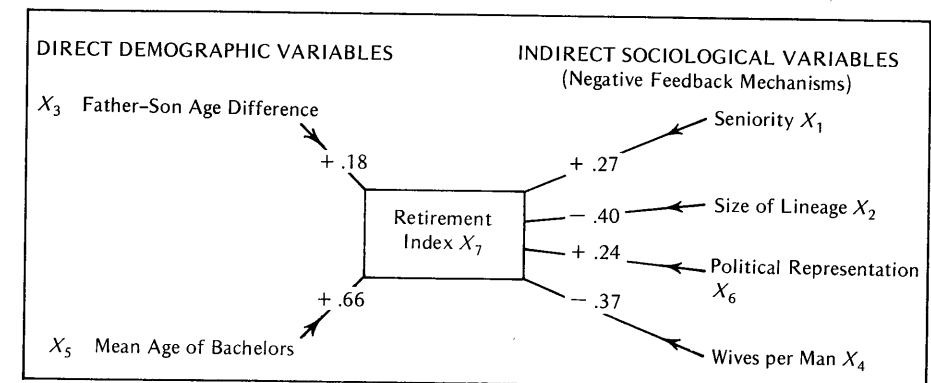 DIRECT DEMOGRAPHIC VARIABLES
X3 Father-Son Age Difference
+ .18
X5 Mean Age of Bachelors
+ .66
Retirement
Index X7
INDIRECT SOCIOLOGICAL VARIABLES
(Negative Feedback Mechanisms)
Seniority X1
+ .27
Size of Lineage X2
− .40
Political Representation
X6
+ .24
Wives per Man X4
− .37